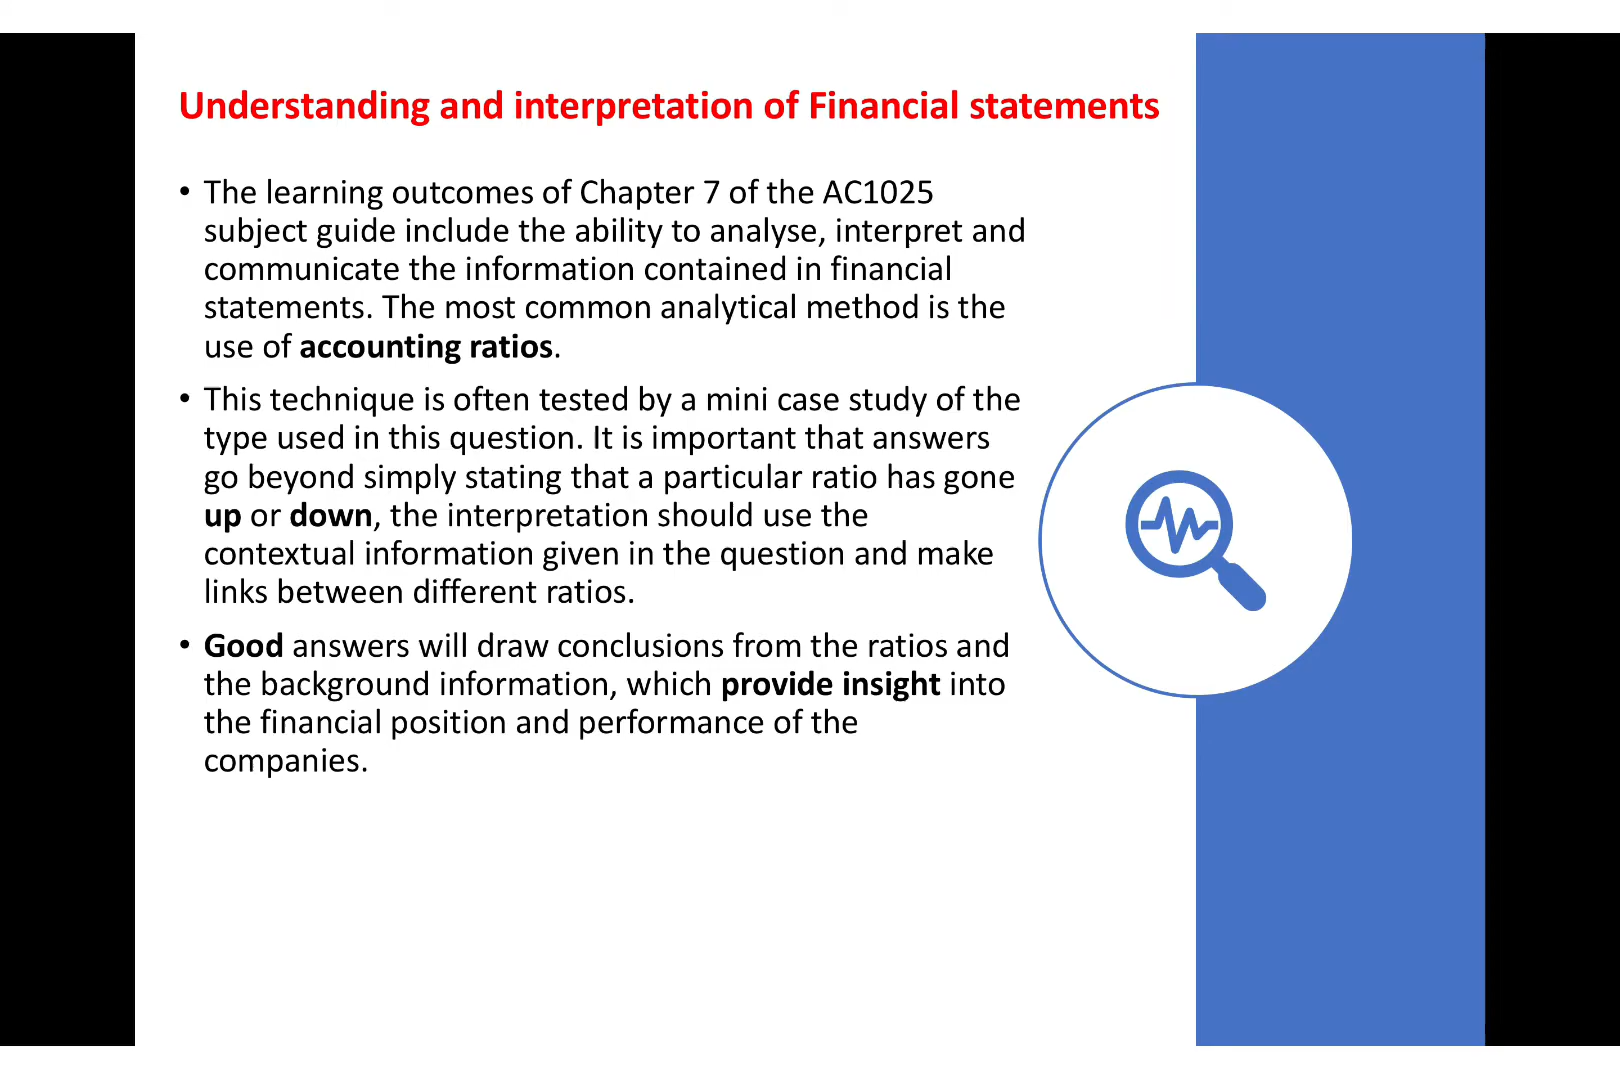 Understanding and interpretation of Financial statements
• The learning outcomes of Chapter 7 of the AC1025
subject guide include the ability to analyse, interpret and
communicate the information contained in financial
statements. The most common analytical method is the
use of accounting ratios.
• This technique is often tested by a mini case study of the
type used in this question. It is important that answers
go beyond simply stating that a particular ratio has gone
up or down, the interpretation should use the
contextual information given in the question and make
links between different ratios.
• Good answers will draw conclusions from the ratios and
the background information, which provide insight into
the financial position and performance of the
companies.